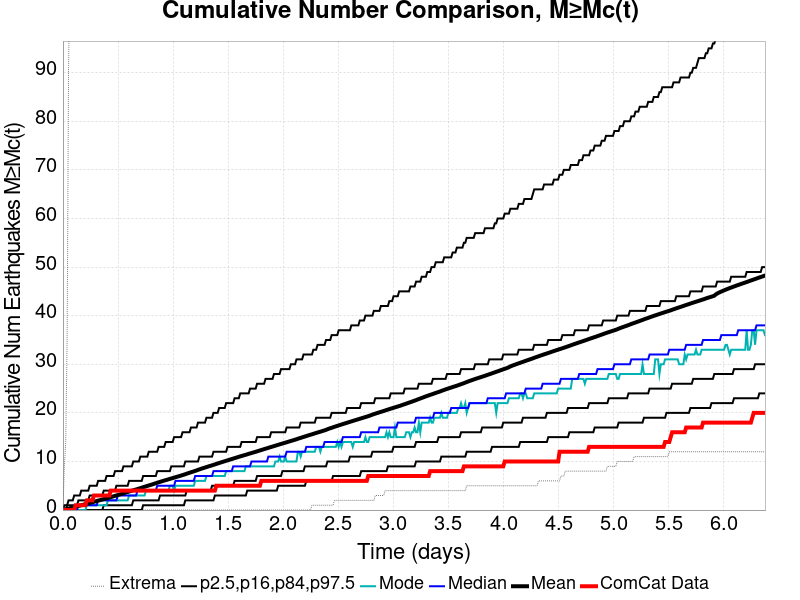 Cumulative Number Comparison, M≥Mc(t)
Cumulative Num Earthquakes M≥Mc(t)
90
80
70
60
50
40
30
20
10
0
0.0 0.5 1.0 1.5 2.0 2.5 3.0 3.5 4.0 4.5 5.0 5.5 6.0
Time (days)
Extrema p2.5,p16,p84,p97.5 Mode Median Mean ComCat Data